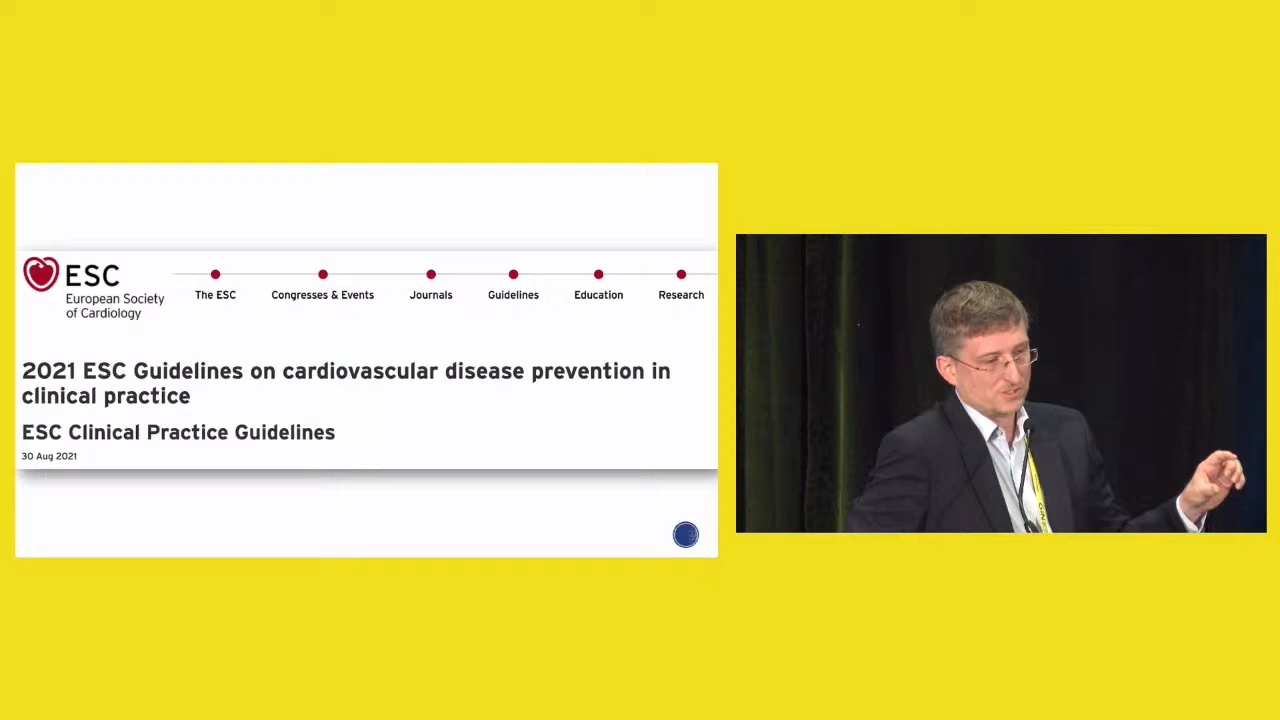 ESC
European Society
of Cardiology
The ESC
Congresses & Events
Journals
Guidelines
Education
Research
2021 ESC Guidelines on cardiovascular disease prevention in
clinical practice
ESC Clinical Practice Guidelines
30 Aug 2021